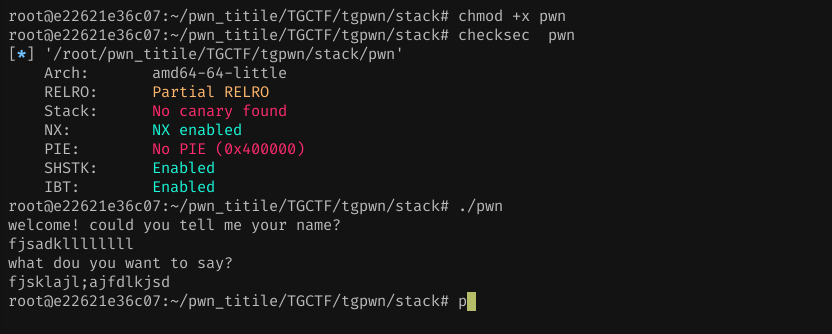 root@e22621e36c07:~/pwn_titile/TGCTF/tgpwn/stack# chmod +x pwn
root@e22621e36c07:~/pwn_titile/TGCTF/tgpwn/stack# checksec  pwn
[*] '/root/pwn_titile/TGCTF/tgpwn/stack/pwn'
    Arch:       amd64-64-little
    RELRO:      Partial RELRO
    Stack:      No canary found
    NX:         NX enabled
    PIE:        No PIE (0x400000)
    SHSTK:      Enabled
    IBT:        Enabled
root@e22621e36c07:~/pwn_titile/TGCTF/tgpwn/stack# ./pwn
welcome! could you tell me your name?
fjsadkllllllll
what dou you want to say?
fjsklajl;ajfdlkjsd
root@e22621e36c07:~/pwn_titile/TGCTF/tgpwn/stack# p